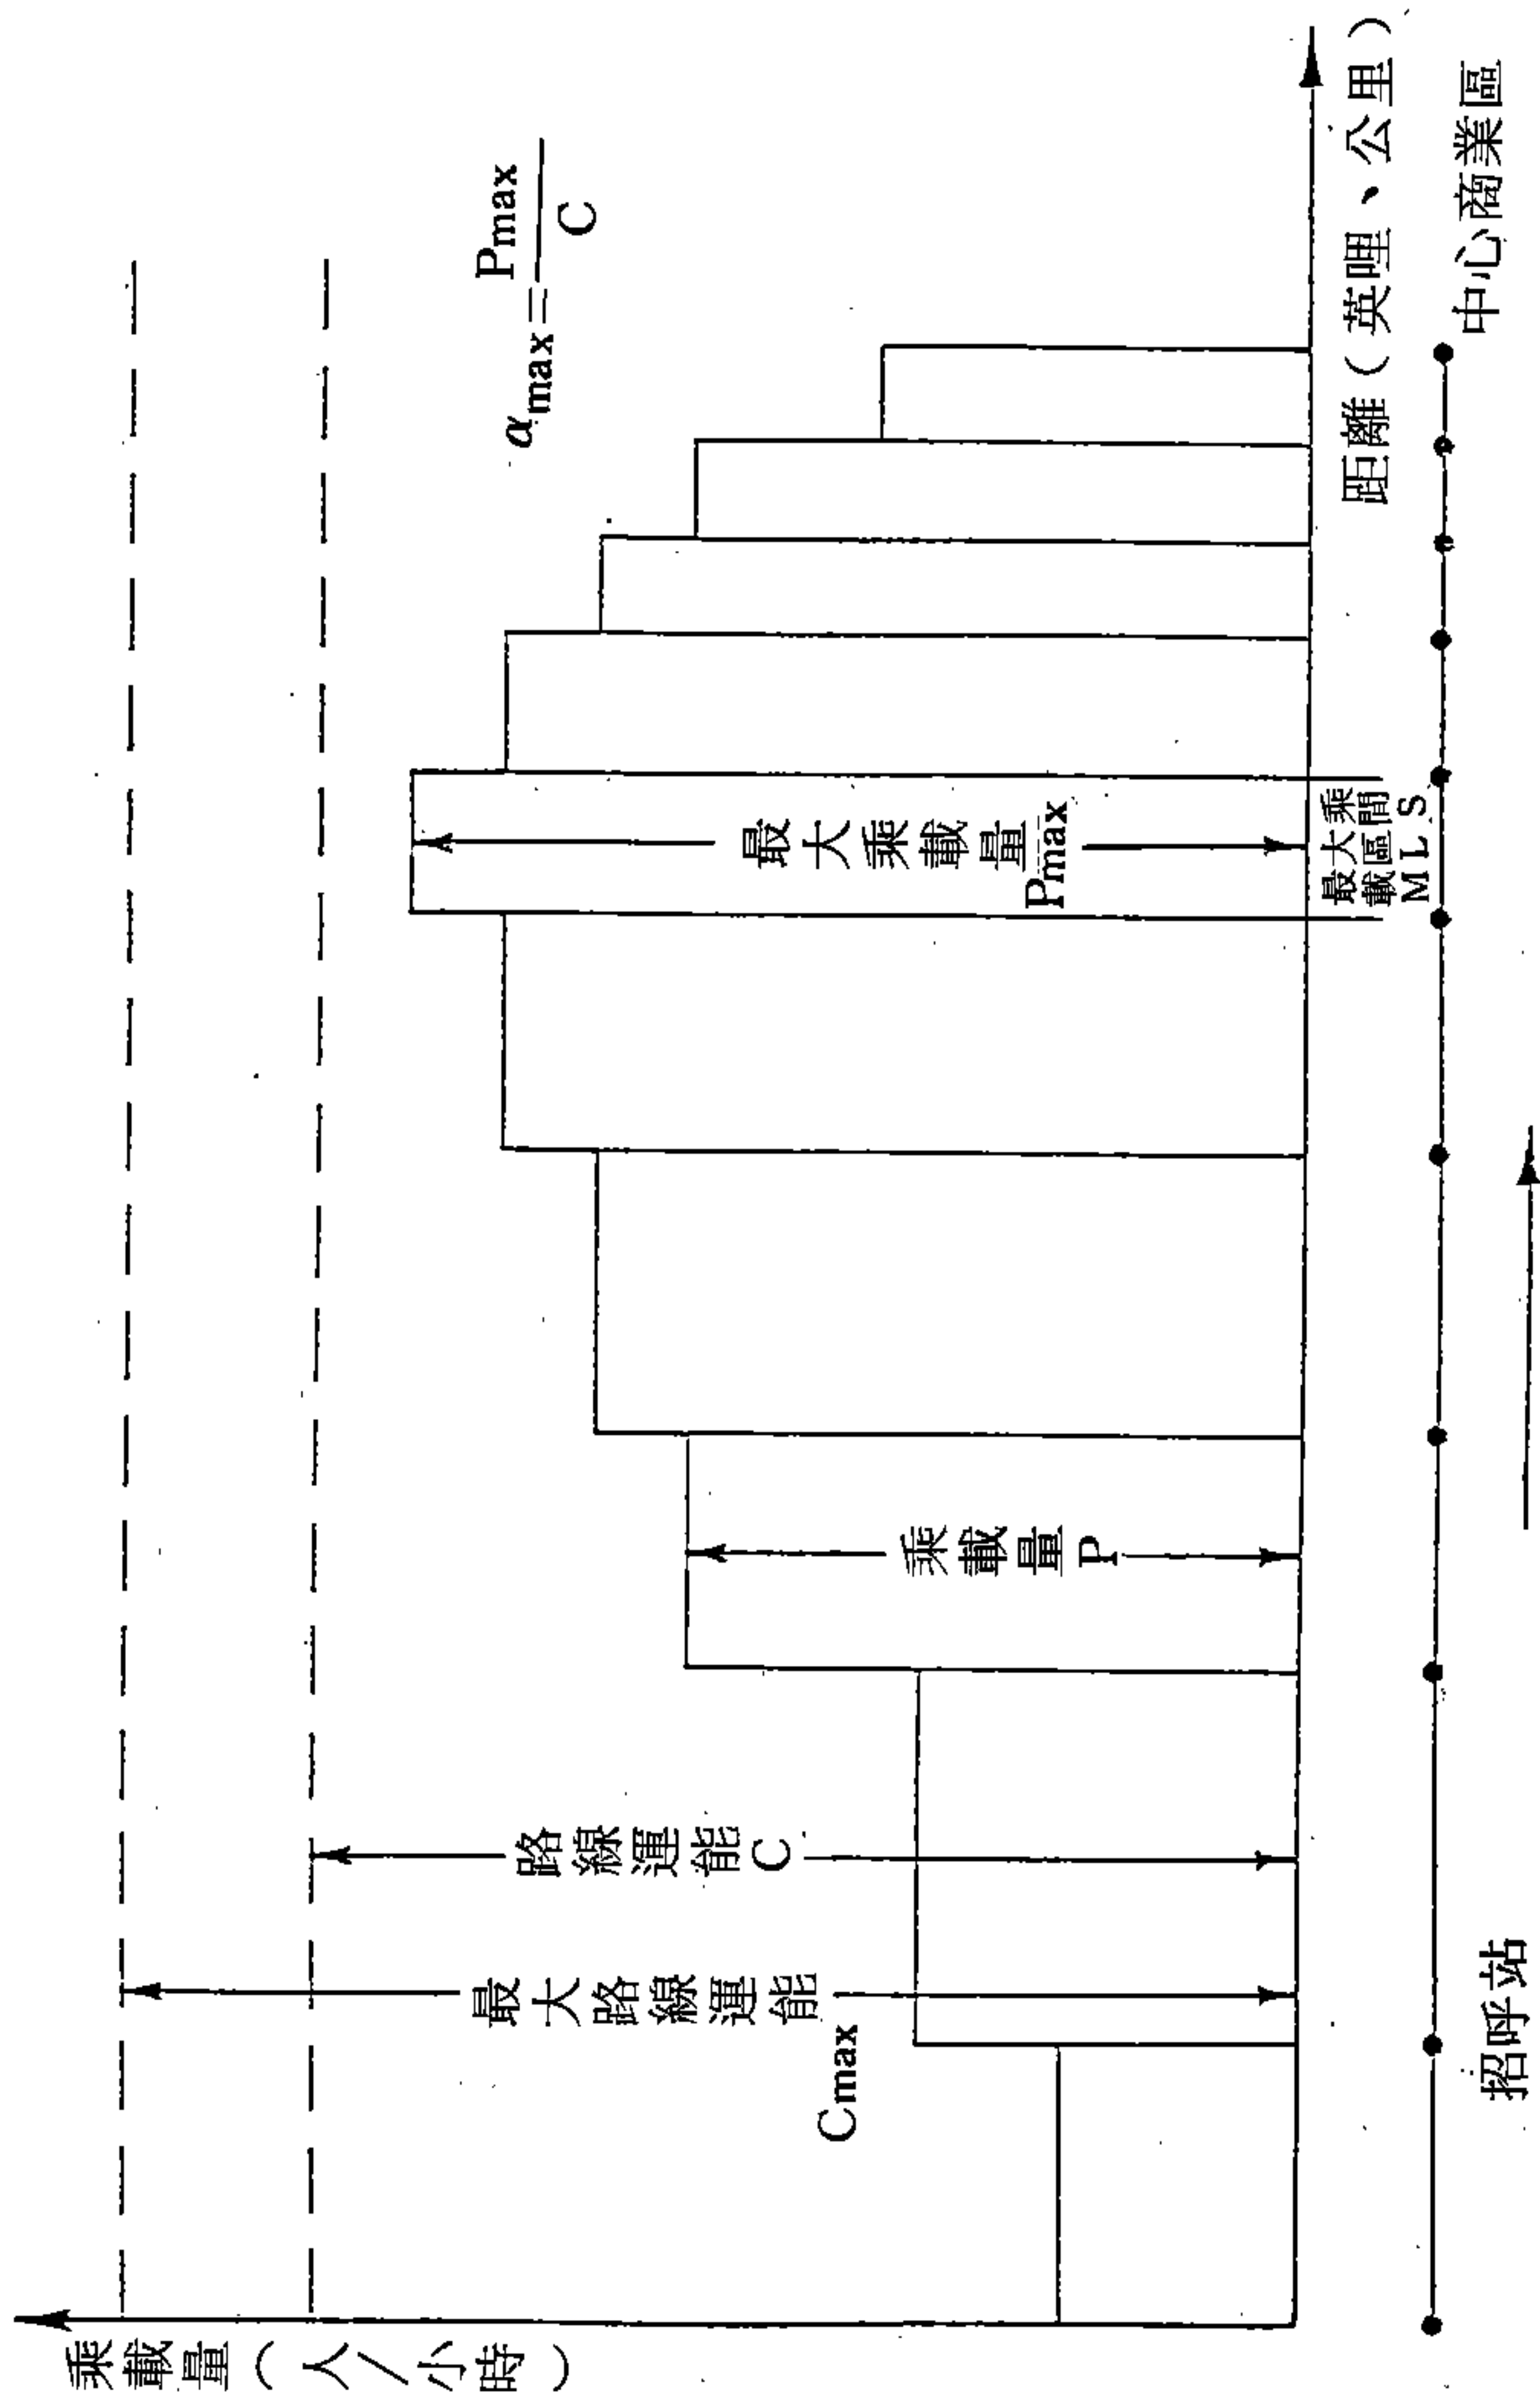 乘載量（人／小時）
最大路線運能
Cmax
路線運能C
乘載量P
最大乘載量
Pmax
αmax=Pmax/C
最大乘
載區間
MLS
距離（英哩、公里）
招呼站
中心商業區